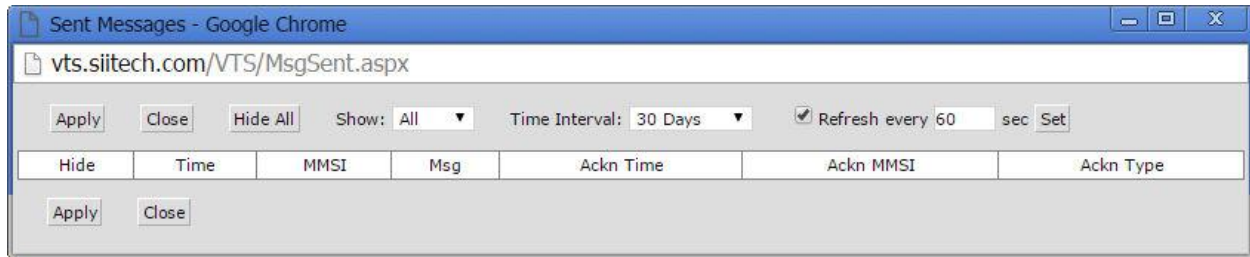 Sent Messages - Google Chrome
vts.siitech.com/VTS/MsgSent.aspx
Apply Close Hide All Show: All Time Interval: 30 Days Refresh every 60 sec Set
Hide Time MMSI Msg Ackn Time Ackn MMSI Ackn Type
Apply Close